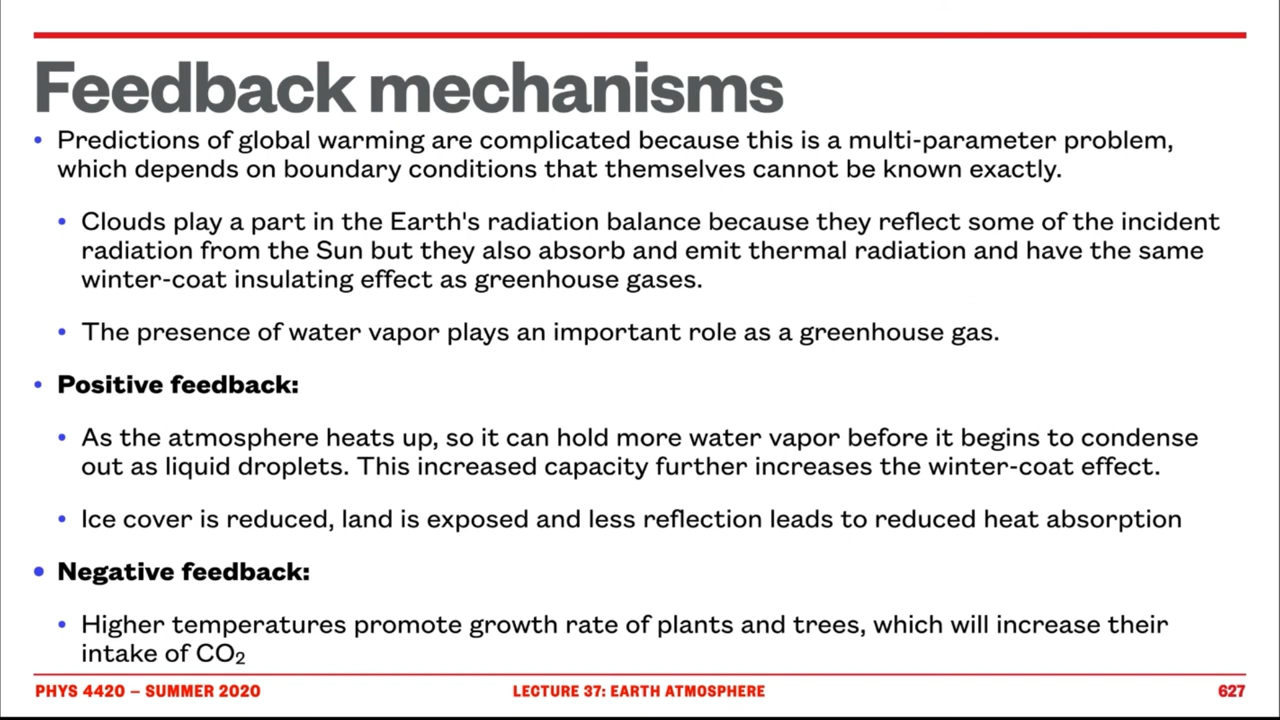 Feedback mechanisms
• Predictions of global warming are complicated because this is a multi-parameter problem,
which depends on boundary conditions that themselves cannot be known exactly.
• Clouds play a part in the Earth's radiation balance because they reflect some of the incident
radiation from the Sun but they also absorb and emit thermal radiation and have the same
winter-coat insulating effect as greenhouse gases.
• The presence of water vapor plays an important role as a greenhouse gas.
• Positive feedback:
• As the atmosphere heats up, so it can hold more water vapor before it begins to condense
out as liquid droplets. This increased capacity further increases the winter-coat effect.
• Ice cover is reduced, land is exposed and less reflection leads to reduced heat absorption
• Negative feedback:
• Higher temperatures promote growth rate of plants and trees, which will increase their
intake of CO₂
PHYS 4420 – SUMMER 2020 LECTURE 37: EARTH ATMOSPHERE 627